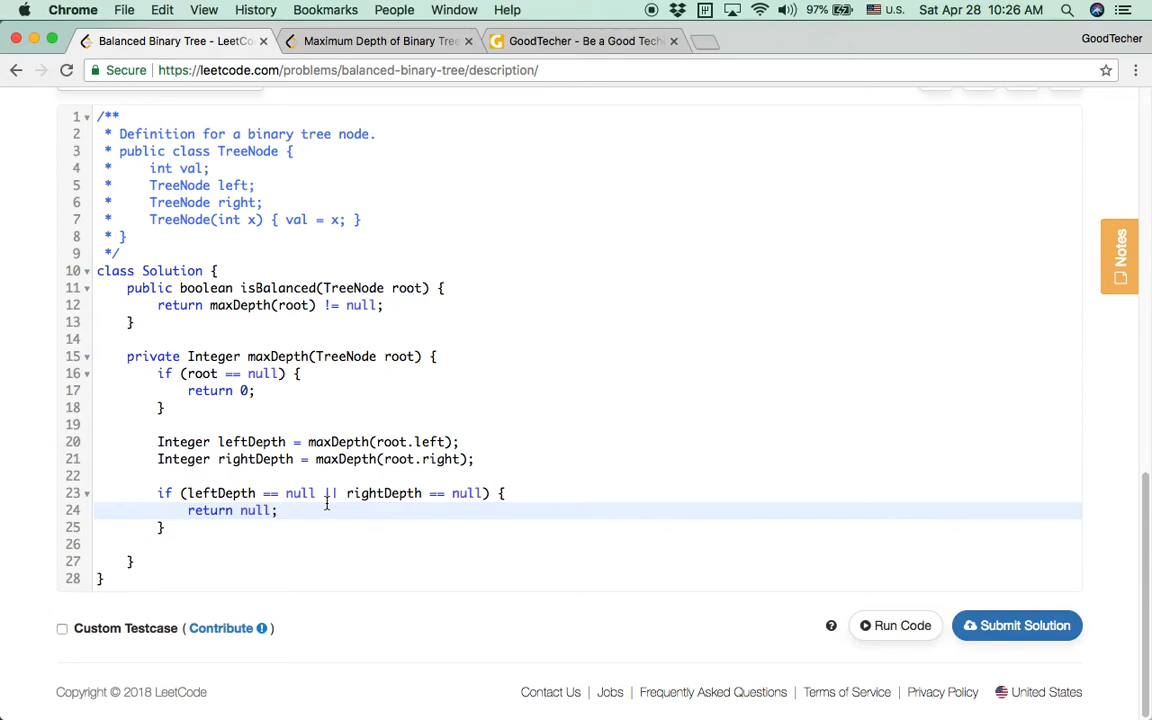 Chrome File Edit View History Bookmarks People Window Help 97% U.S. Sat Apr 28 10:26 AM
Balanced Binary Tree - LeetCo Maximum Depth of Binary Tree GoodTecher - Be a Good Tech GoodTecher
Secure https://leetcode.com/problems/balanced-binary-tree/description/
1 /**
2 * Definition for a binary tree node.
3 * public class TreeNode {
4 * int val;
5 * TreeNode left;
6 * TreeNode right;
7 * TreeNode(int x) { val = x; }
8 * }
9 */
10 class Solution {
11 public boolean isBalanced(TreeNode root) {
12 return maxDepth(root) != null;
13 }
14
15 private Integer maxDepth(TreeNode root) {
16 if (root == null) {
17 return 0;
18 }
19
20 Integer leftDepth = maxDepth(root.left);
21 Integer rightDepth = maxDepth(root.right);
22
23 if (leftDepth == null || rightDepth == null) {
24 return null;
25 }
26
27 }
28 }
Notes
Custom Testcase ( Contribute )
? Run Code Submit Solution
Copyright © 2018 LeetCode Contact Us | Jobs | Frequently Asked Questions | Terms of Service | Privacy Policy United States